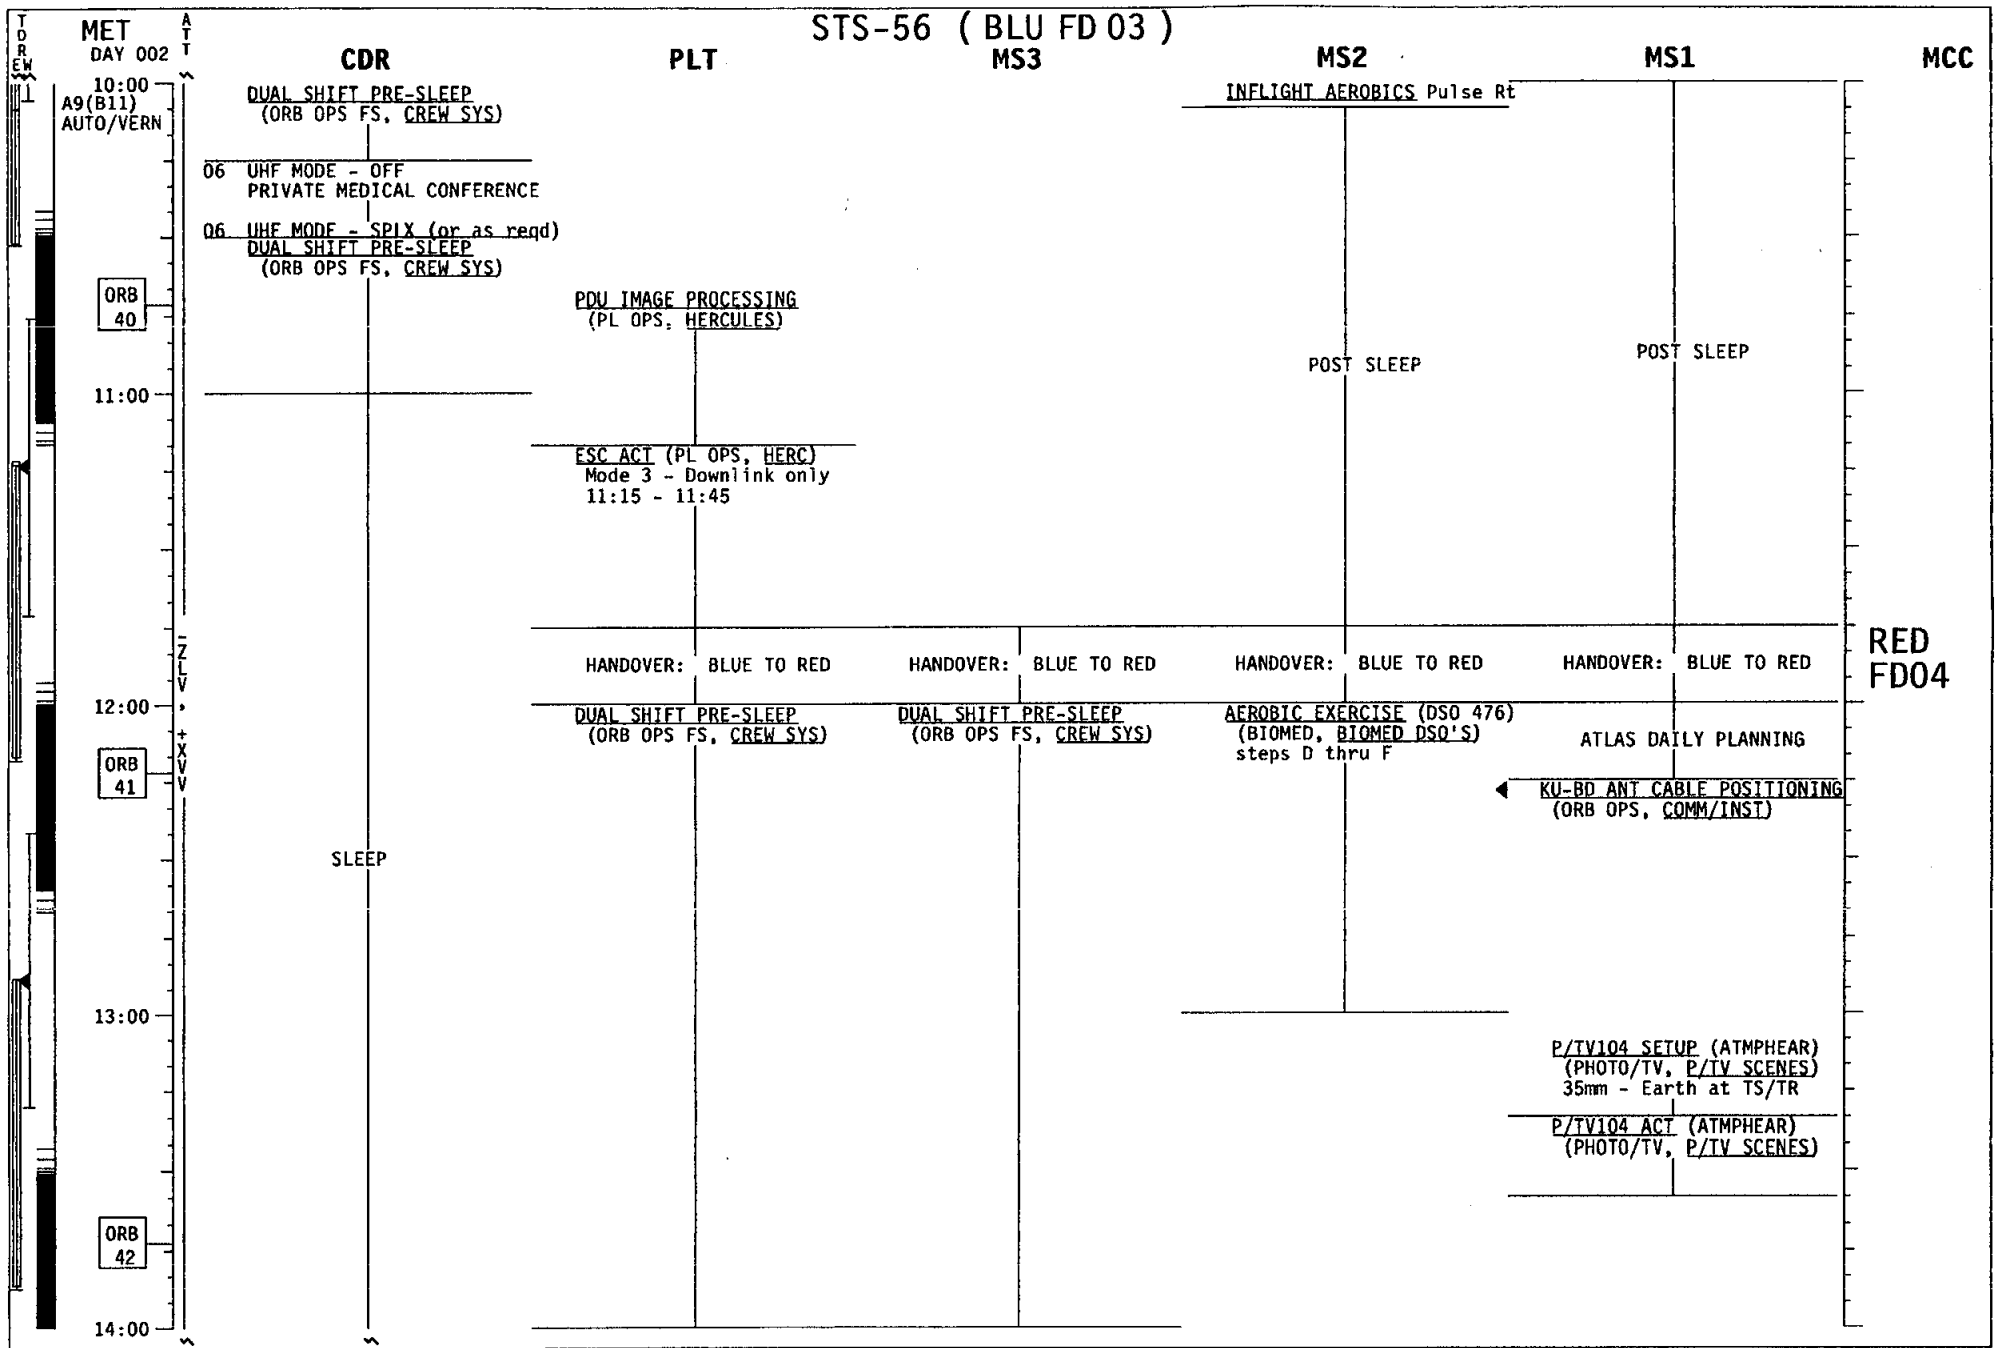 STS-56 ( BLU FD 03 )
TDRE W
MET
DAY 002
ATT
CDR
PLT
MS3
MS2
MS1
MCC
10:00
A9(B11)
AUTO/VERN
DUAL SHIFT PRE-SLEEP
(ORB OPS FS, CREW SYS)
INFLIGHT AEROBICS Pulse Rt
06 UHF MODE - OFF
PRIVATE MEDICAL CONFERENCE
06 UHF MODE - SPLX (or as reqd)
DUAL SHIFT PRE-SLEEP
(ORB OPS FS, CREW SYS)
ORB
40
PDU IMAGE PROCESSING
(PL OPS, HERCULES)
POST SLEEP
POST SLEEP
11:00
ESC ACT (PL OPS, HERC)
Mode 3 - Downlink only
11:15 - 11:45
-ZLV, +XVV
HANDOVER: BLUE TO RED
HANDOVER: BLUE TO RED
HANDOVER: BLUE TO RED
HANDOVER: BLUE TO RED
RED
FD04
12:00
DUAL SHIFT PRE-SLEEP
(ORB OPS FS, CREW SYS)
DUAL SHIFT PRE-SLEEP
(ORB OPS FS, CREW SYS)
AEROBIC EXERCISE (DSO 476)
(BIOMED, BIOMED DSO'S)
steps D thru F
ATLAS DAILY PLANNING
ORB
41
KU-BD ANT CABLE POSITIONING
(ORB OPS, COMM/INST)
SLEEP
13:00
P/TV104 SETUP (ATMPHEAR)
(PHOTO/TV, P/TV SCENES)
35mm - Earth at TS/TR
P/TV104 ACT (ATMPHEAR)
(PHOTO/TV, P/TV SCENES)
ORB
42
14:00